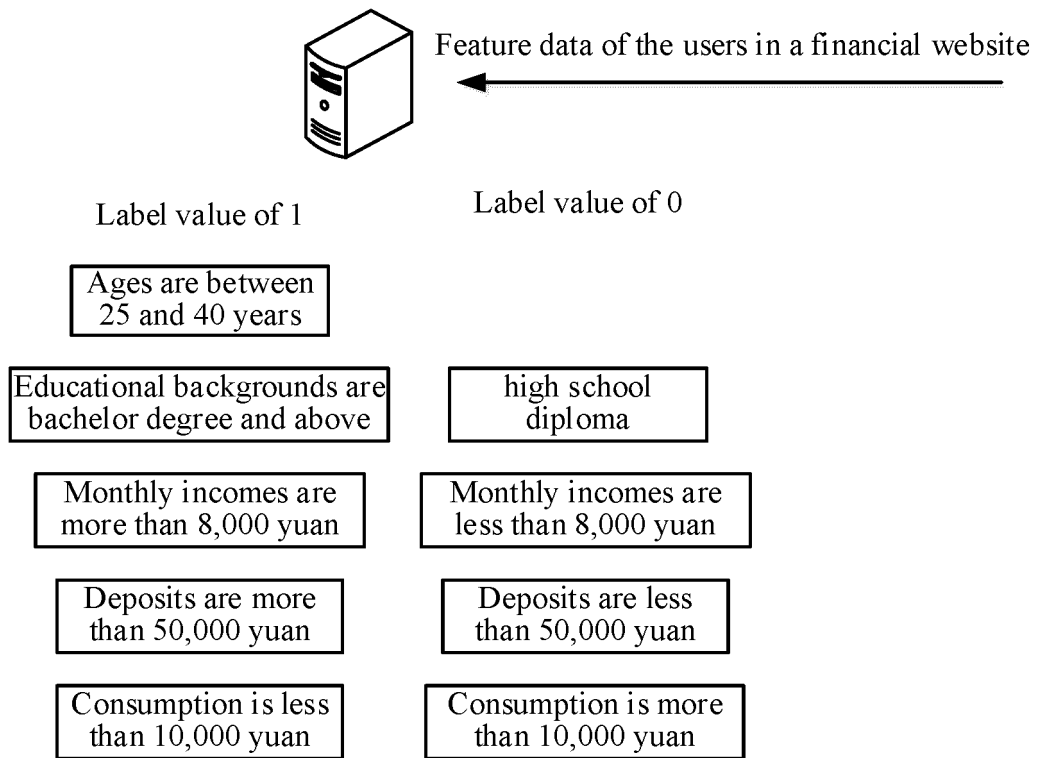 Feature data of the users in a financial website
Label value of 1
Label value of 0
Ages are between
25 and 40 years
Educational backgrounds are
bachelor degree and above
high school
diploma
Monthly incomes are
more than 8,000 yuan
Monthly incomes are
less than 8,000 yuan
Deposits are more
than 50,000 yuan
Deposits are less
than 50,000 yuan
Consumption is less
than 10,000 yuan
Consumption is more
than 10,000 yuan